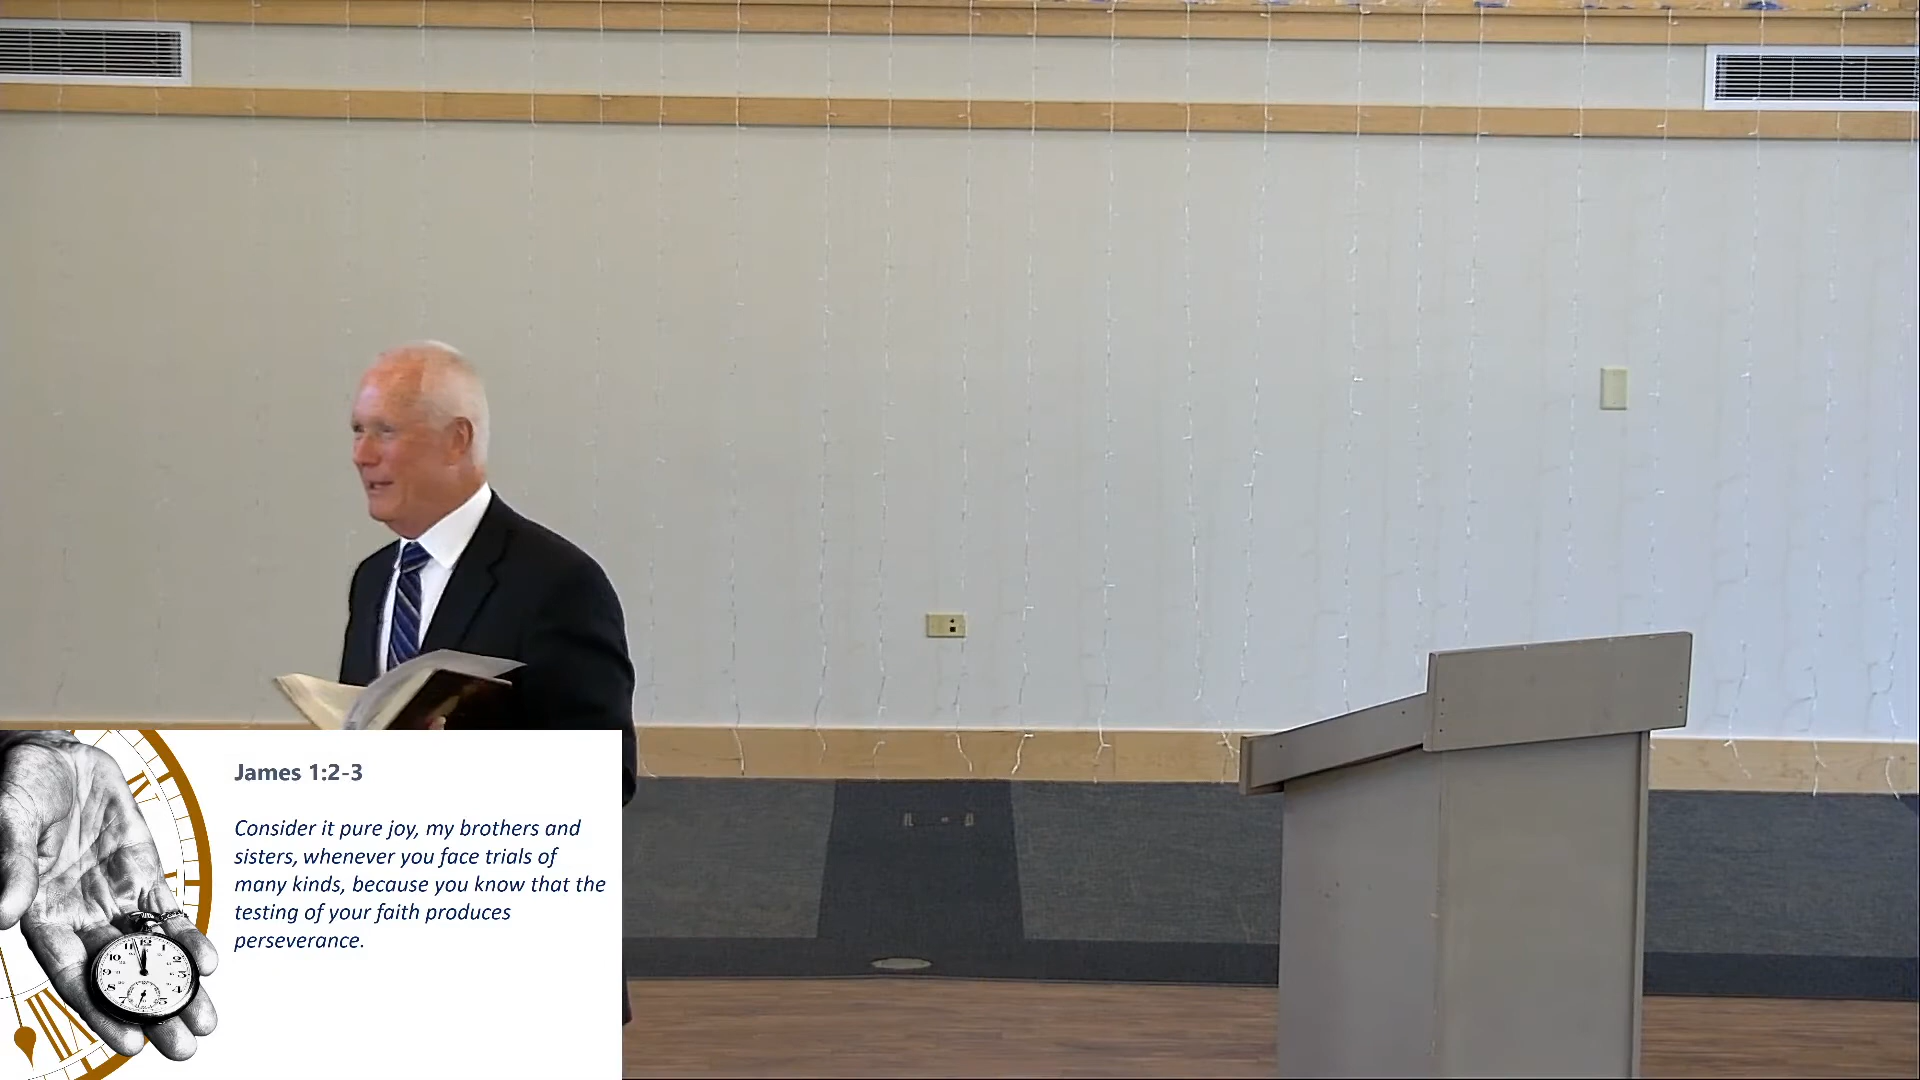 James 1:2-3
Consider it pure joy, my brothers and
sisters, whenever you face trials of
many kinds, because you know that the
testing of your faith produces
perseverance.